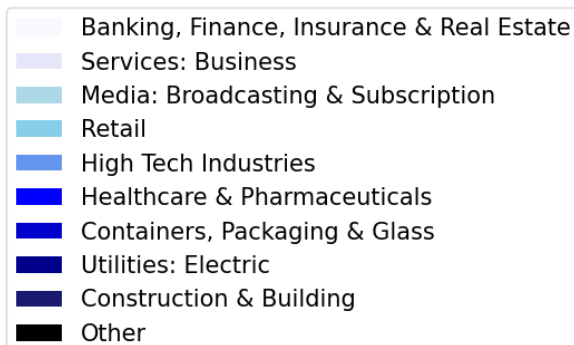 Banking, Finance, Insurance & Real Estate
Services: Business
Media: Broadcasting & Subscription
Retail
High Tech Industries
Healthcare & Pharmaceuticals
Containers, Packaging & Glass
Utilities: Electric
Construction & Building
Other